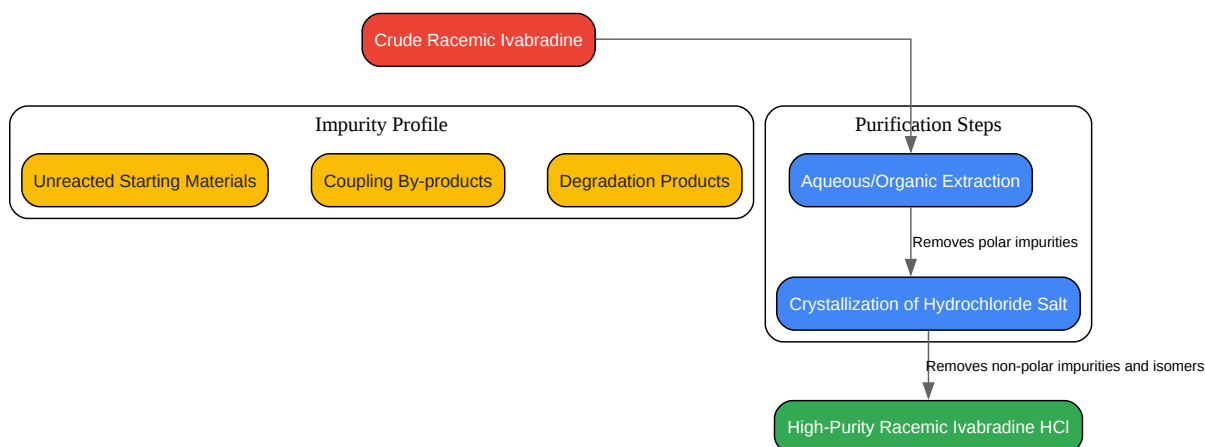 Crude Racemic Ivabradine
Impurity Profile
Unreacted Starting Materials
Coupling By-products
Degradation Products
Purification Steps
Aqueous/Organic Extraction
Removes polar impurities
Crystallization of Hydrochloride Salt
Removes non-polar impurities and isomers
High-Purity Racemic Ivabradine HCl